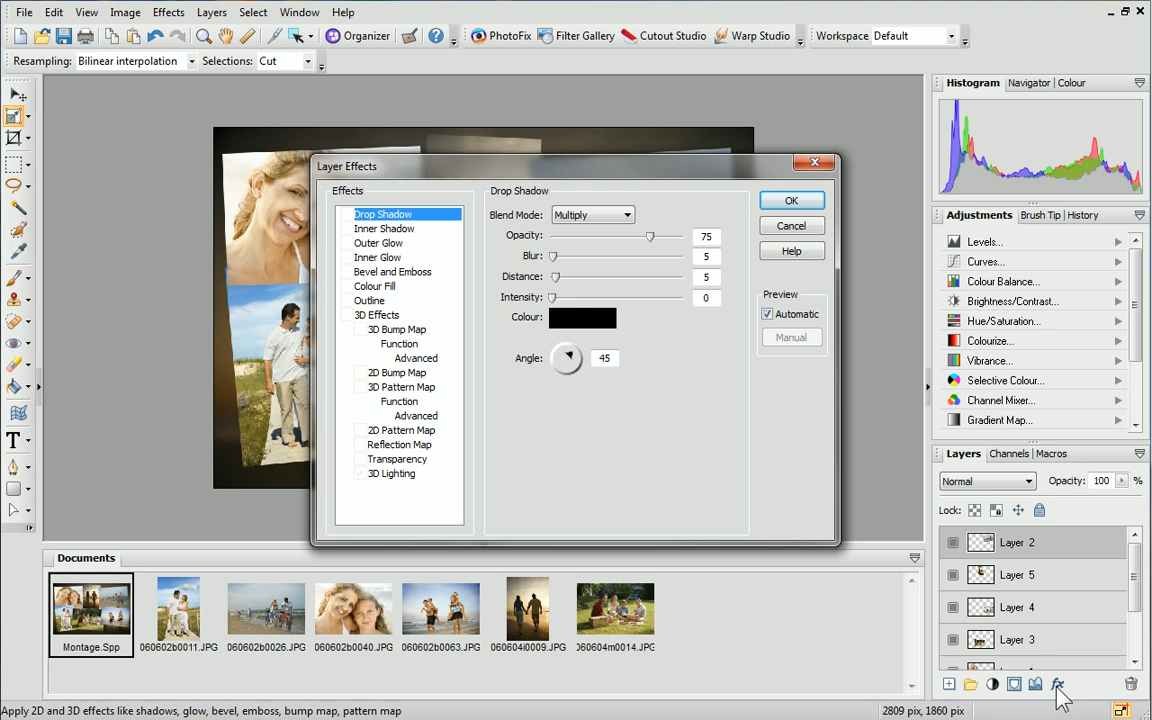 File Edit View Image Effects Layers Select Window Help
Organizer PhotoFix Filter Gallery Cutout Studio Warp Studio Workspace Default
Resampling: Bilinear interpolation Selections: Cut
Histogram Navigator Colour
Layer Effects
Effects
Drop Shadow
Inner Shadow
Outer Glow
Inner Glow
Bevel and Emboss
Colour Fill
Outline
3D Effects
3D Bump Map
Function
Advanced
2D Bump Map
3D Pattern Map
Function
Advanced
2D Pattern Map
Reflection Map
Transparency
3D Lighting
Drop Shadow
Blend Mode: Multiply
Opacity: 75
Blur: 5
Distance: 5
Intensity: 0
Colour:
Angle: 45
OK
Cancel
Help
Preview
Automatic
Manual
Adjustments Brush Tip History
Levels...
Curves...
Colour Balance...
Brightness/Contrast...
Hue/Saturation...
Colourize...
Vibrance...
Selective Colour...
Channel Mixer...
Gradient Map...
Layers Channels Macros
Normal Opacity: 100 %
Lock:
Layer 2
Layer 5
Layer 4
Layer 3
fx
Documents
Montage.Spp 060602b0011.JPG 060602b0026.JPG 060602b0040.JPG 060602b0063.JPG 060604i0009.JPG 060604m0014.JPG
Apply 2D and 3D effects like shadows, glow, bevel, emboss, bump map, pattern map 2809 pix, 1860 pix